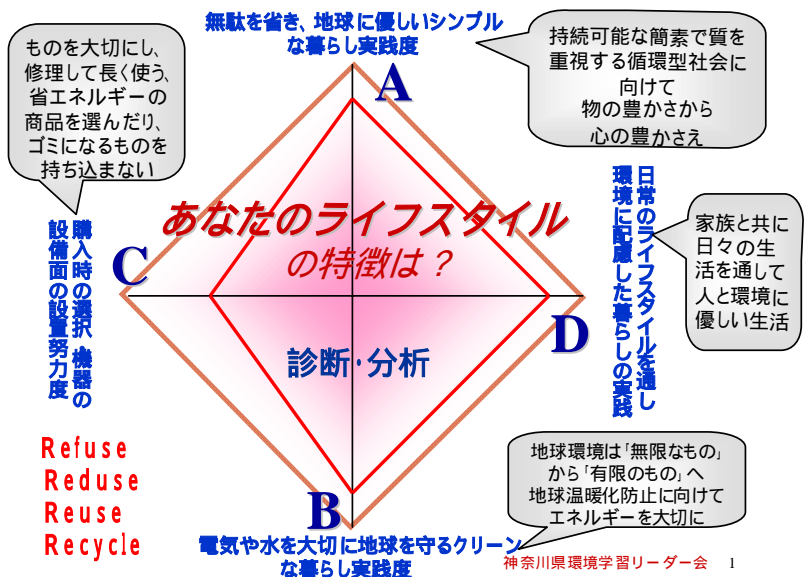 無駄を省き、地球に優しいシンプル
な暮らし実践度
ものを大切にし、
修理して長く使う、
省エネルギーの
商品を選んだり、
ゴミになるものを
持ち込まない
持続可能な簡素で質を
重視する循環型社会に
向けて
物の豊かさから
心の豊かさえ
A
あなたのライフスタイル
の特徴は？
C
購入時の選択・機器の
設備面の設置努力度
日常のライフスタイルを通し
環境に配慮した暮らしの実践
家族と共に
日々の生
活を通して
人と環境に
優しい生活
D
診断・分析
Refuse
Reduse
Reuse
Recycle
地球環境は「無限なもの」
から「有限のもの」へ
地球温暖化防止に向けて
エネルギーを大切に
B
電気や水を大切に地球を守るクリーン
な暮らし実践度
神奈川県環境学習リーダー会 1